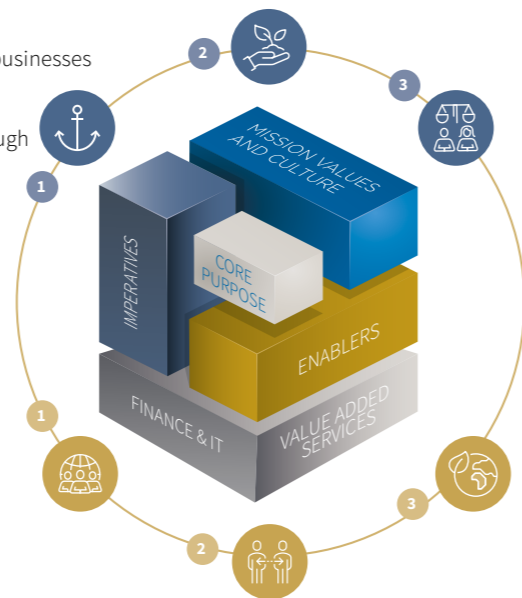 businesses
ugh
2
3
1
MISSION VALUES
AND CULTURE
IMPERATIVES
CORE
PURPOSE
ENABLERS
FINANCE & IT
VALUE ADDED
SERVICES
1
2
3